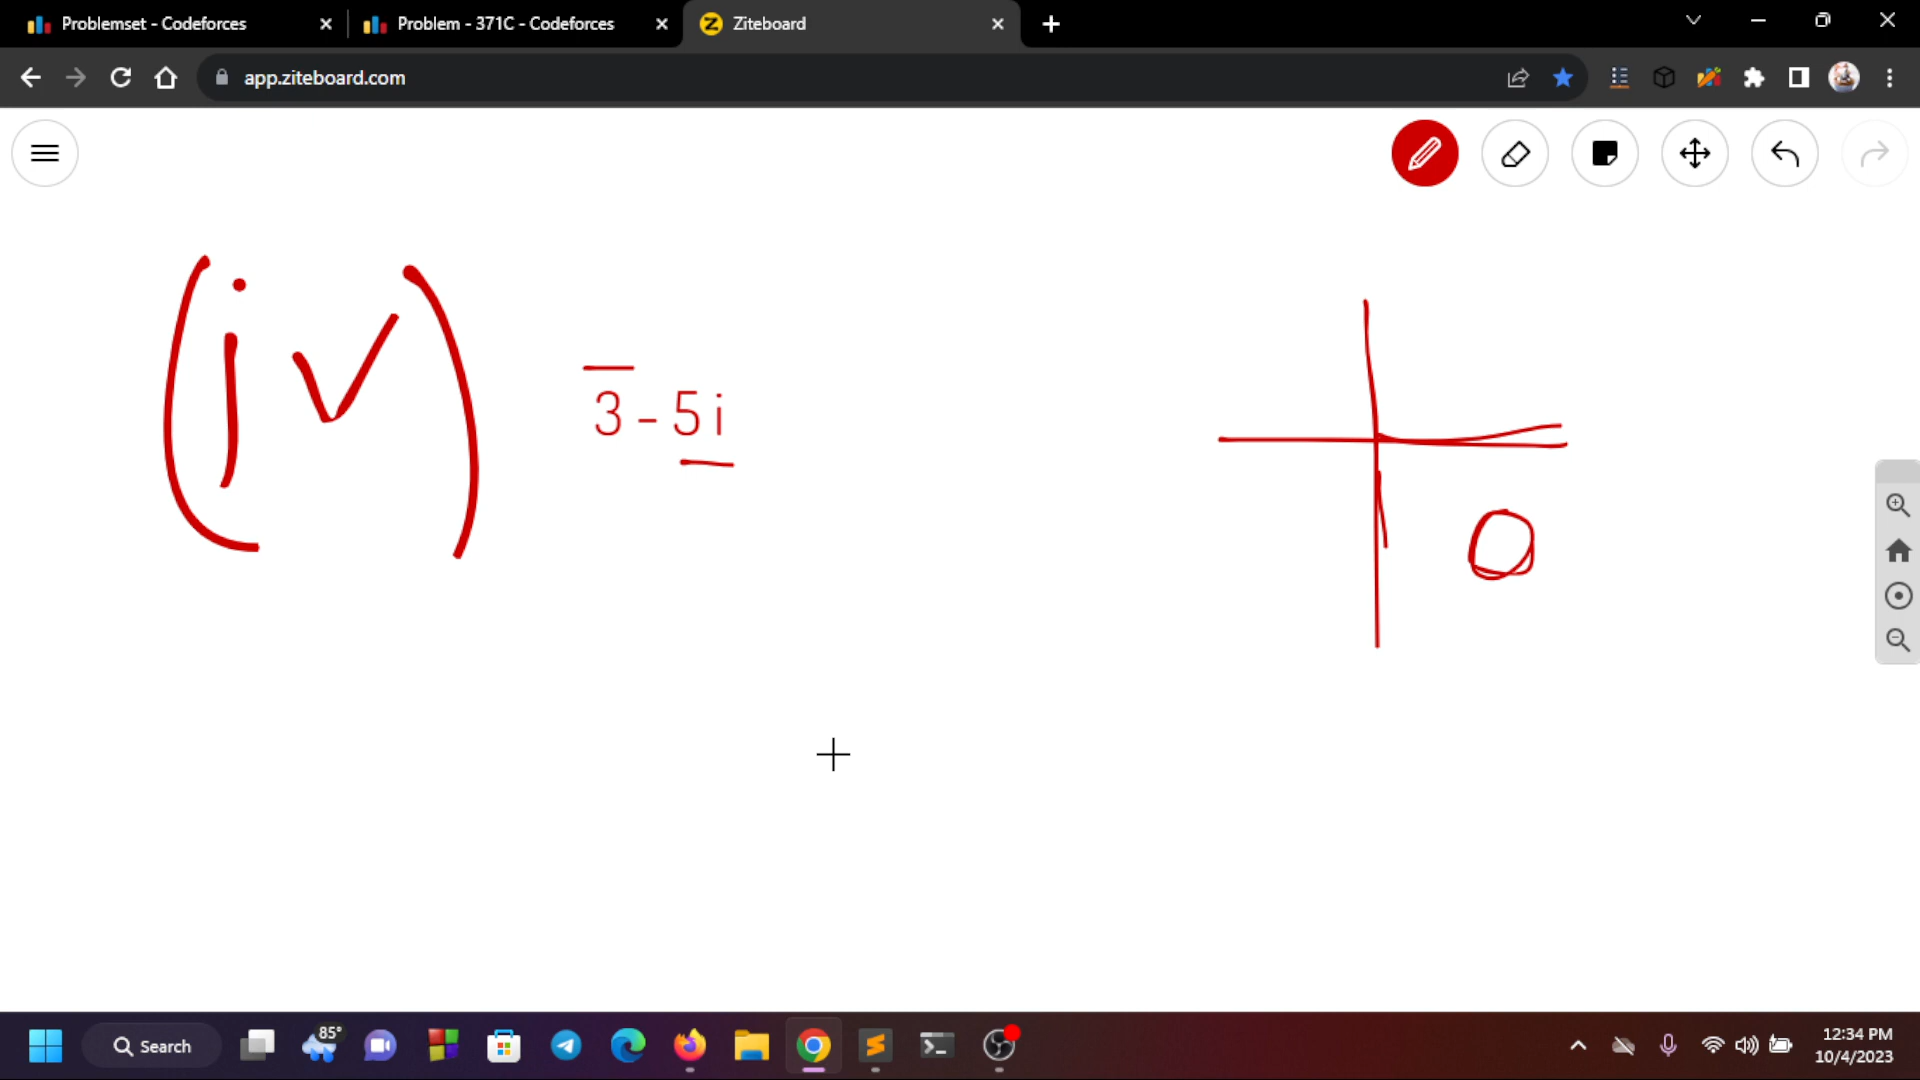 Problemset - Codeforces
Problem - 371C - Codeforces
Ziteboard
app.ziteboard.com
(iv)
3 - 5i
85°
Search
12:34 PM
10/4/2023